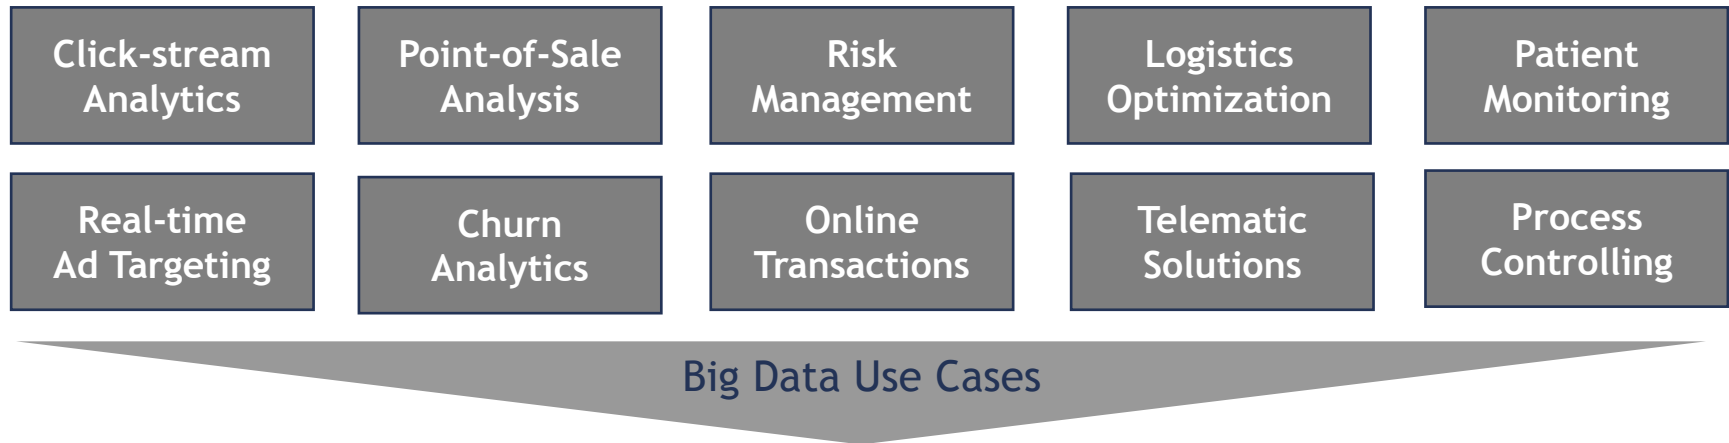 Click-stream
Analytics
Point-of-Sale
Analysis
Risk
Management
Logistics
Optimization
Patient
Monitoring
Real-time
Ad Targeting
Churn
Analytics
Online
Transactions
Telematic
Solutions
Process
Controlling
Big Data Use Cases